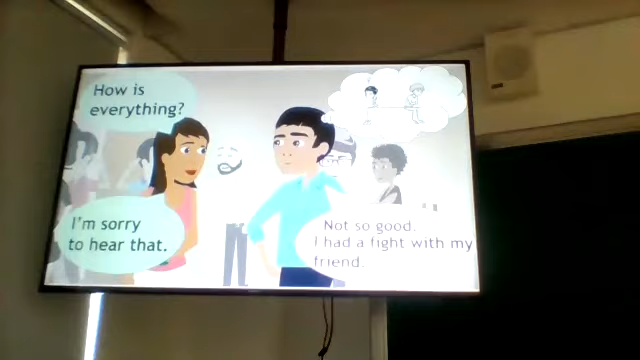 How is
everything?
Not so good.
I had a fight with my
friend.
I'm sorry
to hear that.